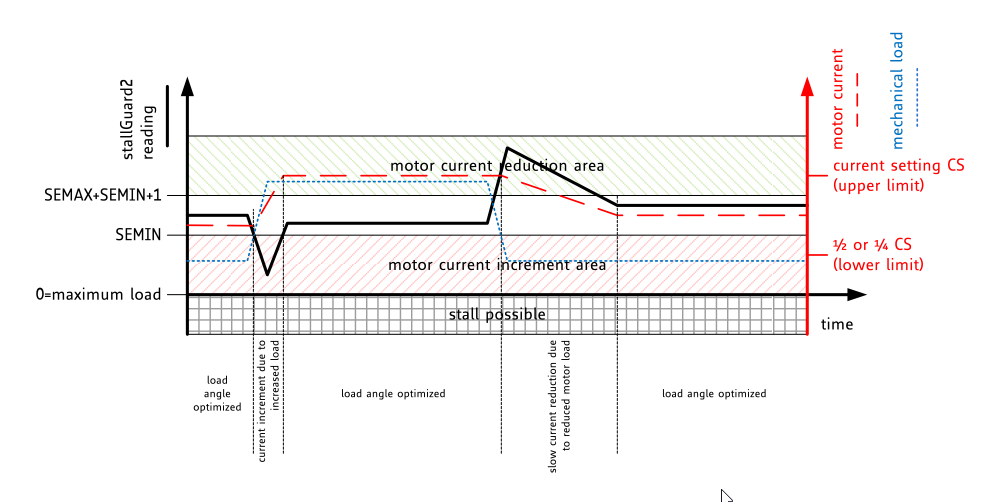 stallGuard2
reading
motor current
mechanical load
motor current reduction area
current setting CS
(upper limit)
SEMAX+SEMIN+1
SEMIN
½ or ¼ CS
(lower limit)
motor current increment area
0=maximum load
stall possible
time
load
angle
optimized
current increment due to
increased load
load angle optimized
slow current reduction due
to reduced motor load
load angle optimized